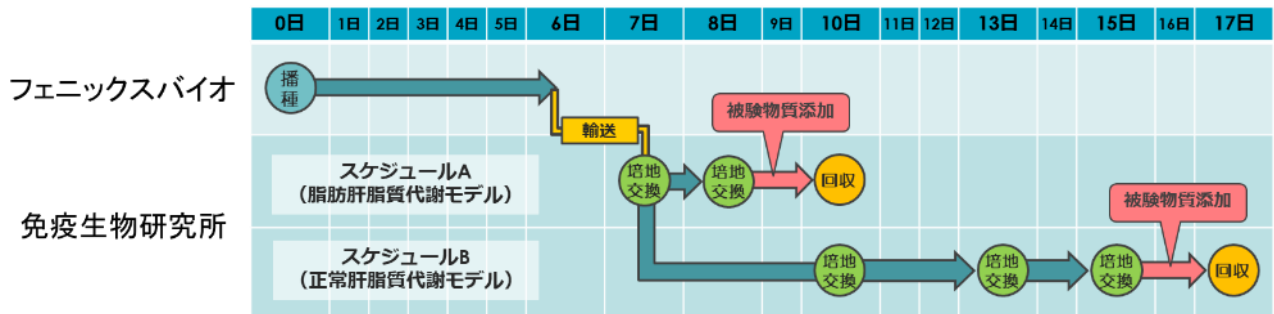 0日 1日 2日 3日 4日 5日 6日 7日 8日 9日 10日 11日 12日 13日 14日 15日 16日 17日
フェニックスバイオ
播
種
輸送
被験物質添加
免疫生物研究所
スケジュールA
（脂肪肝脂質代謝モデル）
培地
交換
培地
交換
回収
被験物質添加
スケジュールB
（正常肝脂質代謝モデル）
培地
交換
培地
交換
培地
交換
回収